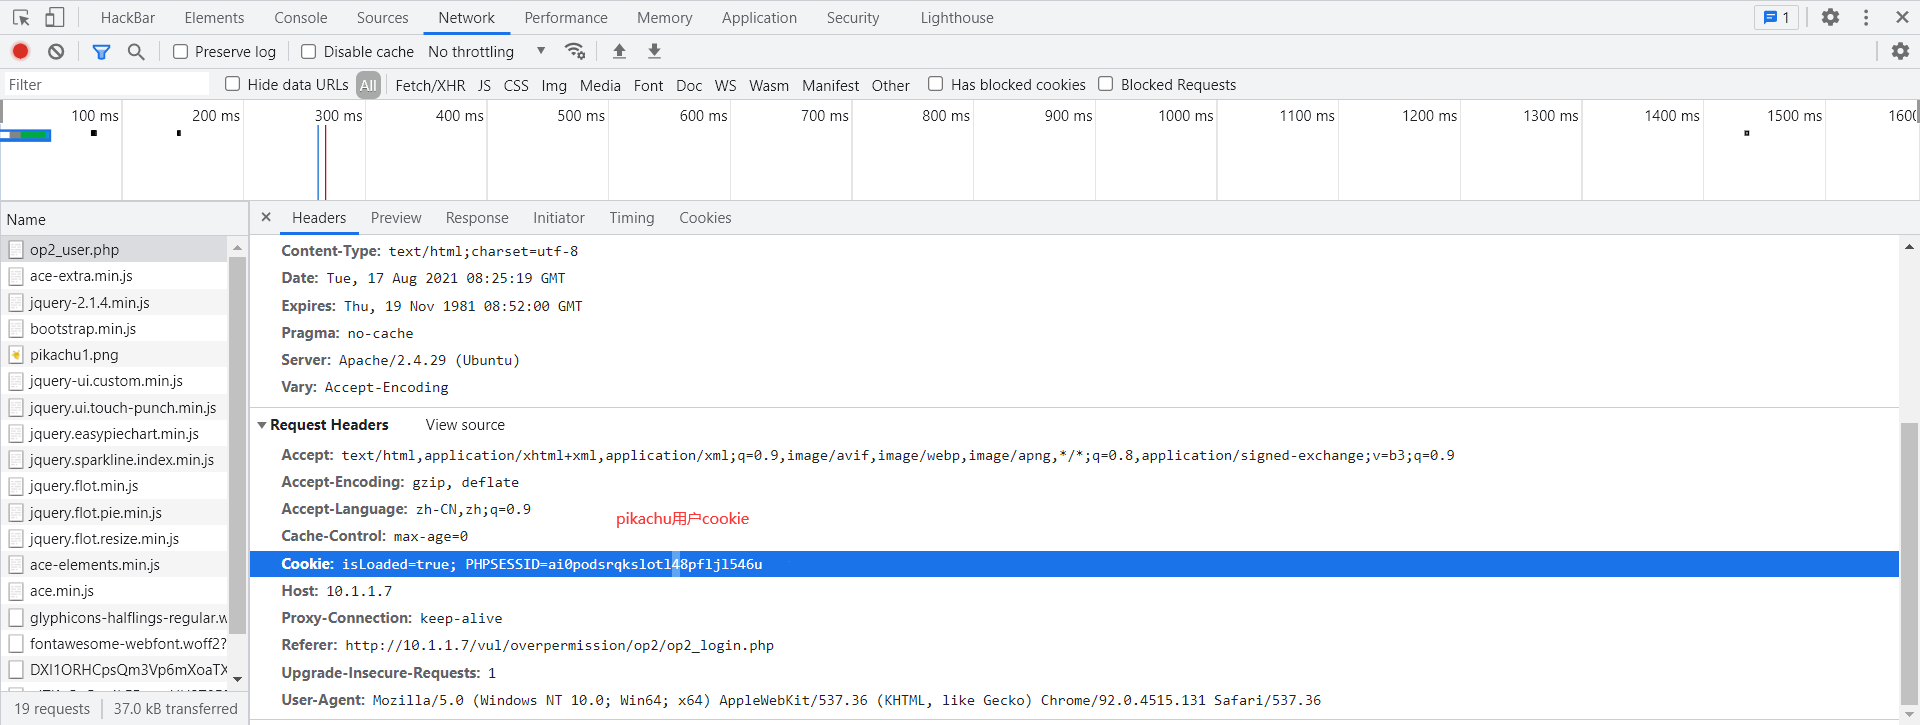 HackBar Elements Console Sources Network Performance Memory Application Security Lighthouse 1
Preserve log Disable cache No throttling
Filter Hide data URLs All Fetch/XHR JS CSS Img Media Font Doc WS Wasm Manifest Other Has blocked cookies Blocked Requests
100 ms 200 ms 300 ms 400 ms 500 ms 600 ms 700 ms 800 ms 900 ms 1000 ms 1100 ms 1200 ms 1300 ms 1400 ms 1500 ms 1600
Name
op2_user.php
ace-extra.min.js
jquery-2.1.4.min.js
bootstrap.min.js
pikachu1.png
jquery-ui.custom.min.js
jquery.ui.touch-punch.min.js
jquery.easypiechart.min.js
jquery.sparkline.index.min.js
jquery.flot.min.js
jquery.flot.pie.min.js
jquery.flot.resize.min.js
ace-elements.min.js
ace.min.js
glyphicons-halflings-regular.w
fontawesome-webfont.woff2?
DXI1ORHCpsQm3Vp6mXoaTX
19 requests 37.0 kB transferred
Headers Preview Response Initiator Timing Cookies
Content-Type: text/html;charset=utf-8
Date: Tue, 17 Aug 2021 08:25:19 GMT
Expires: Thu, 19 Nov 1981 08:52:00 GMT
Pragma: no-cache
Server: Apache/2.4.29 (Ubuntu)
Vary: Accept-Encoding
Request Headers View source
Accept: text/html,application/xhtml+xml,application/xml;q=0.9,image/avif,image/webp,image/apng,*/*;q=0.8,application/signed-exchange;v=b3;q=0.9
Accept-Encoding: gzip, deflate
Accept-Language: zh-CN,zh;q=0.9
pikachu用户cookie
Cache-Control: max-age=0
Cookie: isLoaded=true; PHPSESSID=ai0podsrqkslotl48pfljl546u
Host: 10.1.1.7
Proxy-Connection: keep-alive
Referer: http://10.1.1.7/vul/overpermission/op2/op2_login.php
Upgrade-Insecure-Requests: 1
User-Agent: Mozilla/5.0 (Windows NT 10.0; Win64; x64) AppleWebKit/537.36 (KHTML, like Gecko) Chrome/92.0.4515.131 Safari/537.36